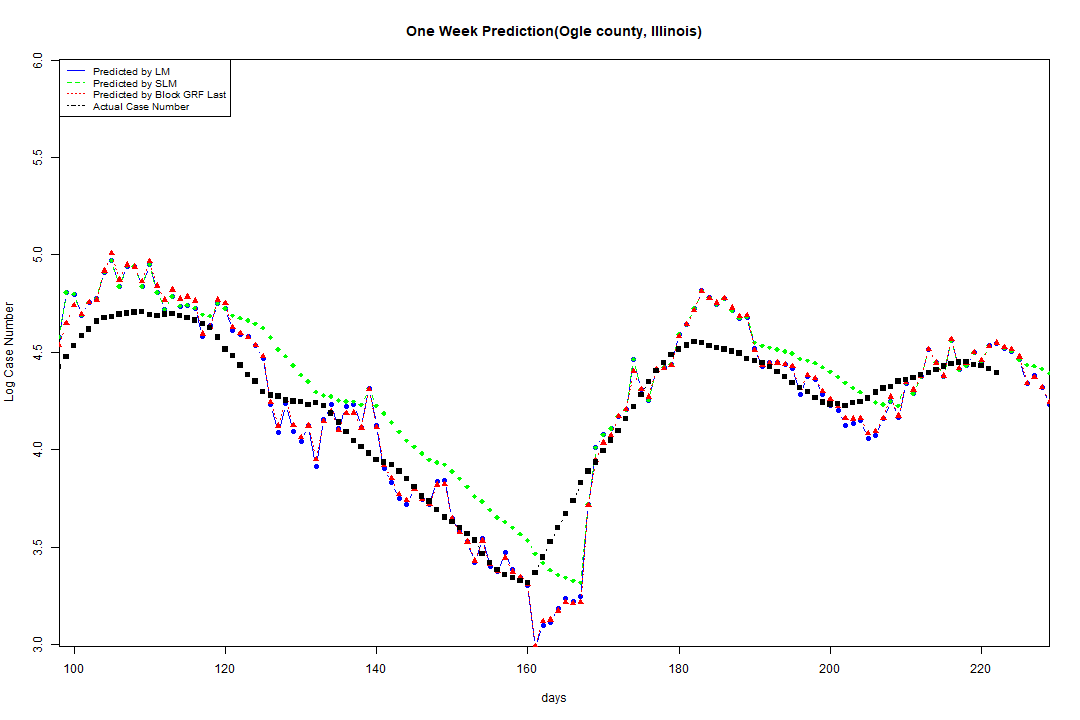 One Week Prediction(Ogle county, Illinois)
Predicted by LM
Predicted by SLM
Predicted by Block GRF Last
Actual Case Number
6.0
5.5
5.0
4.5
4.0
3.5
3.0
Log Case Number
100 120 140 160 180 200 220
days